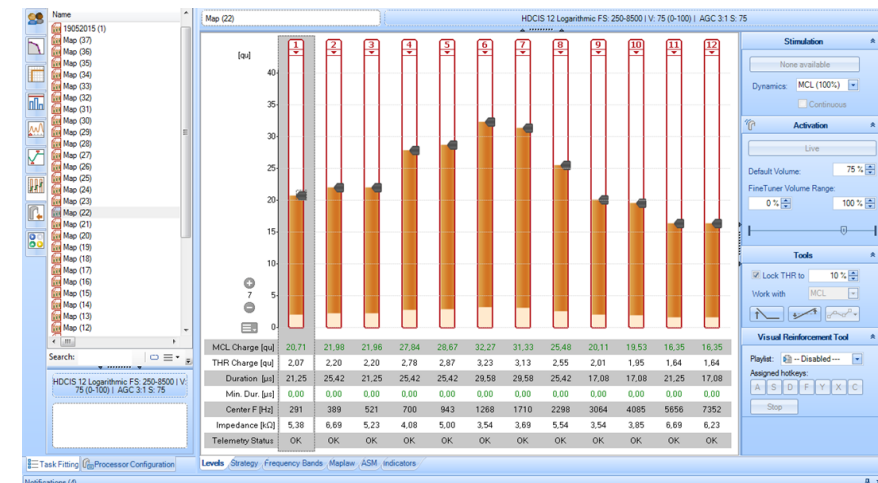 Name
19052015 (1)
Map (37)
Map (36)
Map (35)
Map (34)
Map (33)
Map (32)
Map (31)
Map (30)
Map (29)
Map (28)
Map (27)
Map (26)
Map (25)
Map (24)
Map (23)
Map (22)
Map (21)
Map (20)
Map (19)
Map (18)
Map (17)
Map (16)
Map (15)
Map (14)
Map (13)
Map (12)
Search:
HDCIS 12 Logarithmic FS: 250-8500 | V:
75 (0-100) | AGC 3:1 S: 75
Task Fitting Processor Configuration
Notifications (4)
Map (22)
HDCIS 12 Logarithmic FS: 250-8500 | V: 75 (0-100) | AGC 3:1 S: 75
[qu]
1 2 3 4 5 6 7 8 9 10 11 12
40
35
30
25
20
15
10
7
5
0
MCL Charge [qu] 20,71 21,98 21,96 27,84 28,67 32,27 31,33 25,48 20,11 19,53 16,35 16,35
THR Charge [qu] 2,07 2,20 2,20 2,78 2,87 3,23 3,13 2,55 2,01 1,95 1,64 1,64
Duration [µs] 21,25 25,42 21,25 25,42 25,42 29,58 29,58 25,42 17,08 17,08 21,25 17,08
Min. Dur. [µs] 0,00 0,00 0,00 0,00 0,00 0,00 0,00 0,00 0,00 0,00 0,00 0,00
Center F [Hz] 291 389 521 700 943 1268 1710 2298 3064 4085 5656 7352
Impedance [kΩ] 5,38 6,69 5,23 4,08 5,00 3,54 3,69 5,54 3,54 3,85 6,69 6,23
Telemetry Status OK OK OK OK OK OK OK OK OK OK OK OK
Levels Strategy Frequency Bands Maplaw ASM Indicators
Stimulation
None available
Dynamics: MCL (100%)
Continuous
Activation
Live
Default Volume: 75 %
FineTuner Volume Range:
0 % 100 %
Tools
Lock THR to 10 %
Work with MCL
Visual Reinforcement Tool
Playlist: -- Disabled ---
Assigned hotkeys:
A S D F Y X C
Stop